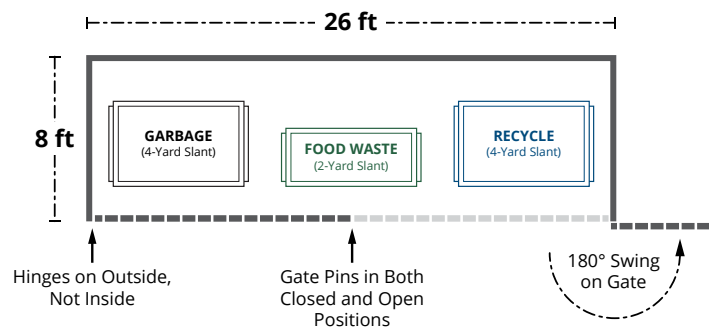 26 ft
8 ft
GARBAGE
(4-Yard Slant)
FOOD WASTE
(2-Yard Slant)
RECYCLE
(4-Yard Slant)
Hinges on Outside,
Not Inside
Gate Pins in Both
Closed and Open
Positions
180° Swing
on Gate